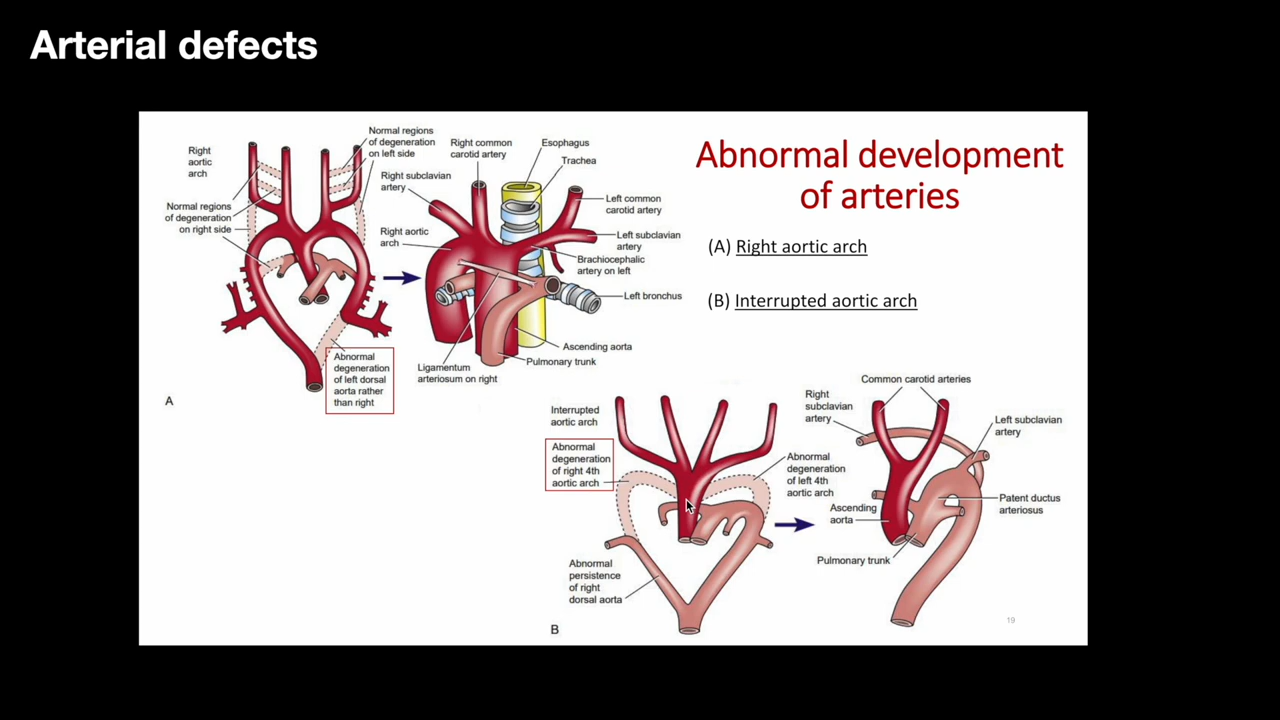 Arterial defects
Abnormal development
of arteries
(A) Right aortic arch
(B) Interrupted aortic arch
Right
aortic
arch
Normal regions
of degeneration
on left side
Normal regions
of degeneration
on right side
Abnormal
degeneration
of left dorsal
aorta rather
than right
A
Right common
carotid artery
Esophagus
Trachea
Right subclavian
artery
Left common
carotid artery
Right aortic
arch
Left subclavian
artery
Brachiocephalic
artery on left
Left bronchus
Ascending aorta
Pulmonary trunk
Ligamentum
arteriosum on right
Interrupted
aortic arch
Abnormal
degeneration
of right 4th
aortic arch
Abnormal
degeneration
of left 4th
aortic arch
Abnormal
persistence
of right
dorsal aorta
B
Common carotid arteries
Right
subclavian
artery
Left subclavian
artery
Ascending
aorta
Patent ductus
arteriosus
Pulmonary trunk
19